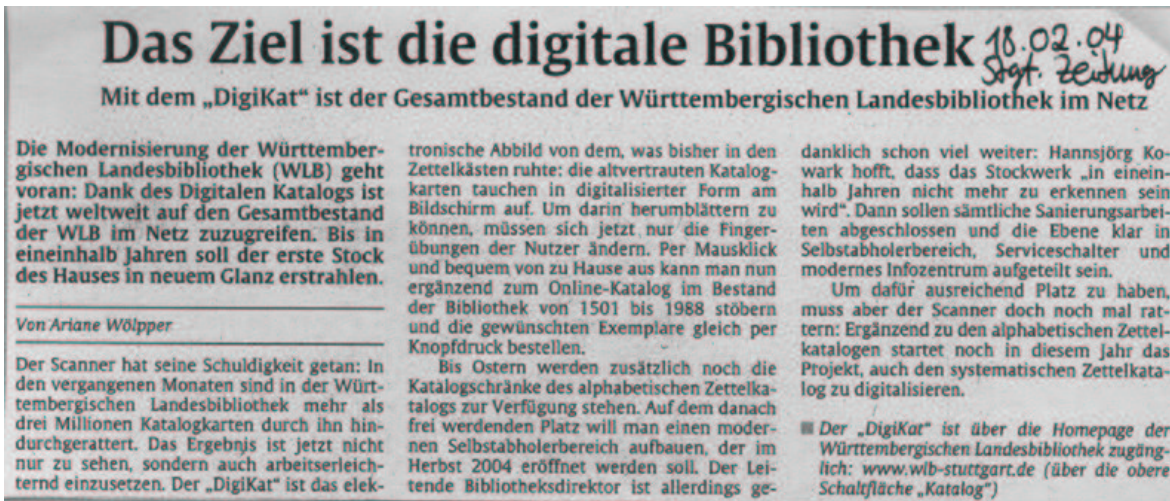 Das Ziel ist die digitale Bibliothek
18.02.04
Stgt. Zeitung
Mit dem „DigiKat“ ist der Gesamtbestand der Württembergischen Landesbibliothek im Netz
Die Modernisierung der Württember-
gischen Landesbibliothek (WLB) geht
voran: Dank des Digitalen Katalogs ist
jetzt weltweit auf den Gesamtbestand
der WLB im Netz zuzugreifen. Bis in
eineinhalb Jahren soll der erste Stock
des Hauses in neuem Glanz erstrahlen.
Von Ariane Wölpper
Der Scanner hat seine Schuldigkeit getan: In
den vergangenen Monaten sind in der Würt-
tembergischen Landesbibliothek mehr als
drei Millionen Katalogkarten durch ihn hin-
durchgerattert. Das Ergebnis ist jetzt nicht
nur zu sehen, sondern auch arbeitserleich-
ternd einzusetzen. Der „DigiKat“ ist das elek-
tronische Abbild von dem, was bisher in den
Zettelkästen ruhte: die altvertrauten Katalog-
karten tauchen in digitalisierter Form am
Bildschirm auf. Um darin herumblättern zu
können, müssen sich jetzt nur die Finger-
übungen der Nutzer ändern. Per Mausklick
und bequem von zu Hause aus kann man nun
ergänzend zum Online-Katalog im Bestand
der Bibliothek von 1501 bis 1988 stöbern
und die gewünschten Exemplare gleich per
Knopfdruck bestellen.
Bis Ostern werden zusätzlich noch die
Katalogschränke des alphabetischen Zettelka-
talogs zur Verfügung stehen. Auf dem danach
frei werdenden Platz will man einen moder-
nen Selbstabholerbereich aufbauen, der im
Herbst 2004 eröffnet werden soll. Der Lei-
tende Bibliotheksdirektor ist allerdings ge-
danklich schon viel weiter: Hannsjörg Ko-
wark hofft, dass das Stockwerk „in einein-
halb Jahren nicht mehr zu erkennen sein
wird“. Dann sollen sämtliche Sanierungsarbei-
ten abgeschlossen und die Ebene klar in
Selbstabholerbereich, Serviceschalter und
modernes Infozentrum aufgeteilt sein.
Um dafür ausreichend Platz zu haben,
muss aber der Scanner doch noch mal rat-
tern: Ergänzend zu den alphabetischen Zettel-
katalogen startet noch in diesem Jahr das
Projekt, auch den systematischen Zettelkata-
log zu digitalisieren.
Der „DigiKat“ ist über die Homepage der
Württembergischen Landesbibliothek zugäng-
lich: www.wlb-stuttgart.de (über die obere
Schaltfläche „Katalog“)